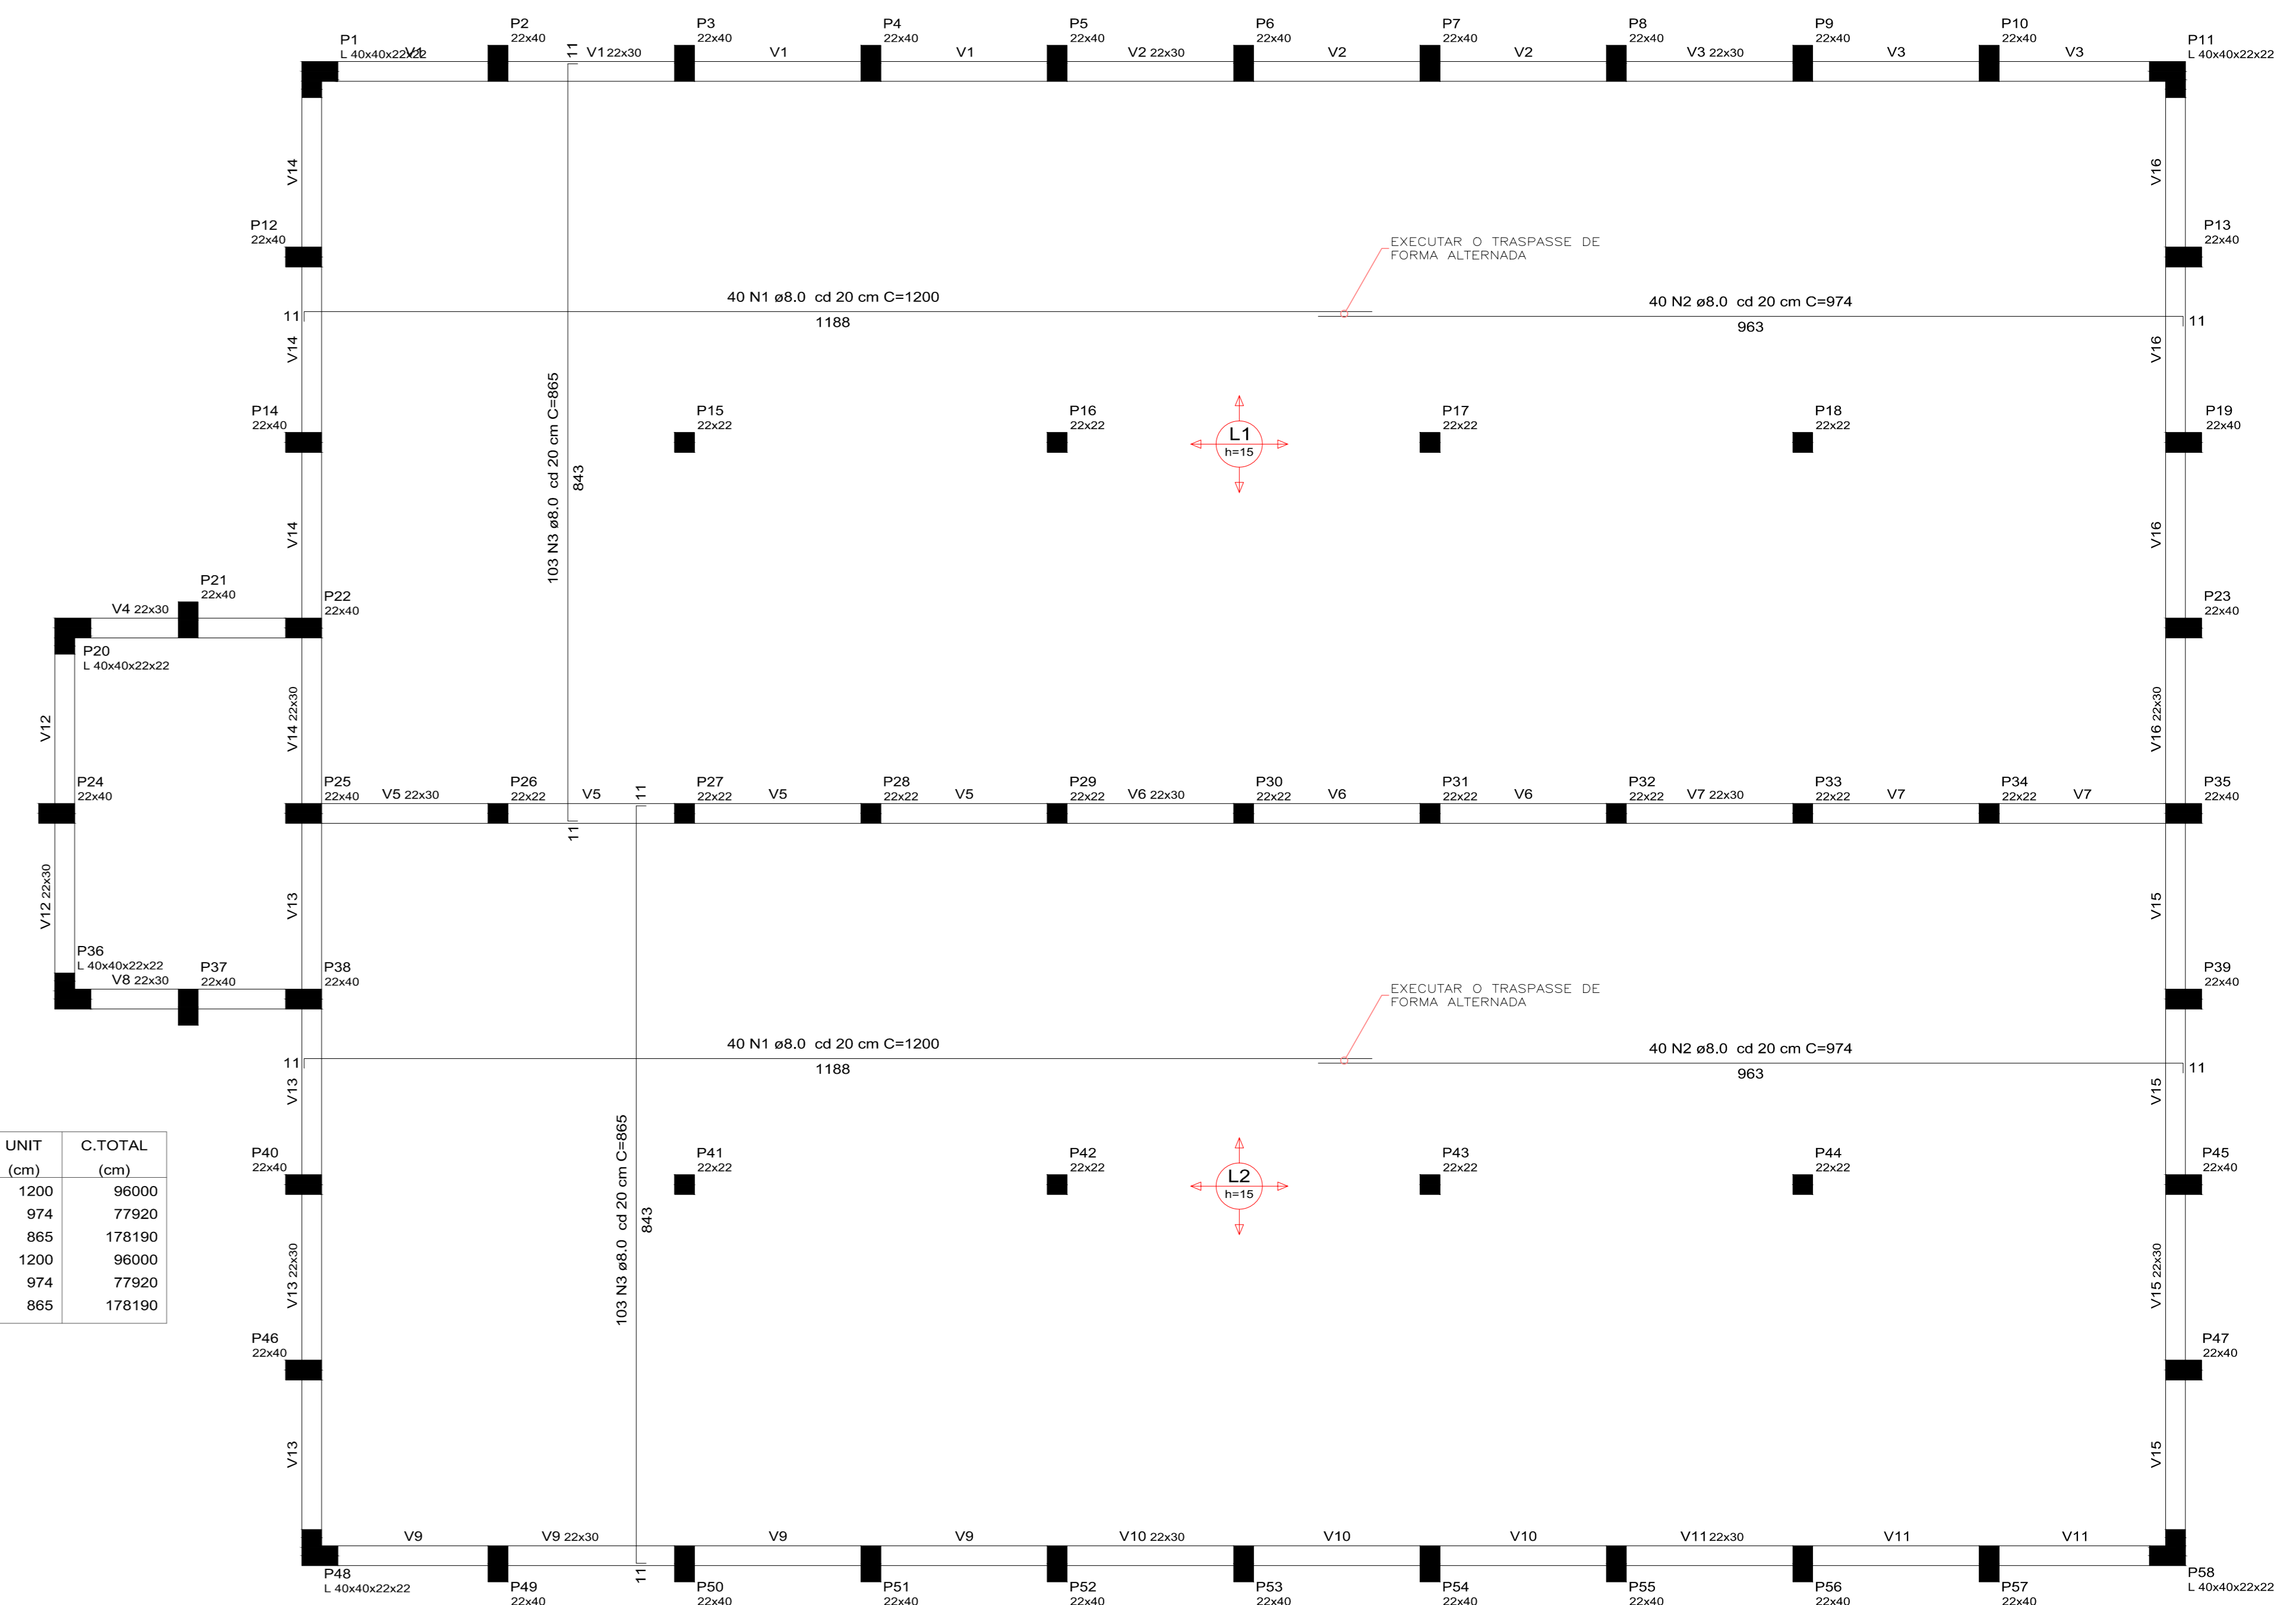 P1
L 40x40x22x22
V1
P2
22x40
11
V1 22x30
P3
22x40
V1
P4
22x40
V1
P5
22x40
V2 22x30
P6
22x40
V2
P7
22x40
V2
P8
22x40
V3 22x30
P9
22x40
V3
P10
22x40
V3
P11
L 40x40x22x22
V14
V16
P12
22x40
P13
22x40
EXECUTAR O TRASPASSE DE
FORMA ALTERNADA
40 N1 ø8.0 cd 20 cm C=1200
1188
11
40 N2 ø8.0 cd 20 cm C=974
963
11
V14
V16
103 N3 ø8.0 cd 20 cm C=865
843
P14
22x40
P15
22x22
P16
22x22
L1
h=15
P17
22x22
P18
22x22
P19
22x40
V14
V16
P21
22x40
V4 22x30
P22
22x40
P23
22x40
P20
L 40x40x22x22
V12
V14 22x30
V16 22x30
P24
22x40
P25
22x40
V5 22x30
P26
22x22
V5
11
11
P27
22x22
V5
P28
22x22
V5
P29
22x22
V6 22x30
P30
22x22
V6
P31
22x22
V6
P32
22x22
V7 22x30
P33
22x22
V7
P34
22x22
V7
P35
22x40
V12 22x30
V13
V15
P36
L 40x40x22x22
V8 22x30
P37
22x40
P38
22x40
P39
22x40
EXECUTAR O TRASPASSE DE
FORMA ALTERNADA
40 N1 ø8.0 cd 20 cm C=1200
1188
11
40 N2 ø8.0 cd 20 cm C=974
963
11
V13
V15
103 N3 ø8.0 cd 20 cm C=865
843
UNIT C.TOTAL
(cm) (cm)
1200 96000
974 77920
865 178190
1200 96000
974 77920
865 178190
P40
22x40
P41
22x22
P42
22x22
L2
h=15
P43
22x22
P44
22x22
P45
22x40
V13 22x30
V15 22x30
P46
22x40
P47
22x40
V13
V15
V9
V9 22x30
V9
V9
V10 22x30
V10
V10
V11 22x30
V11
V11
11
P48
L 40x40x22x22
P49
22x40
P50
22x40
P51
22x40
P52
22x40
P53
22x40
P54
22x40
P55
22x40
P56
22x40
P57
22x40
P58
L 40x40x22x22